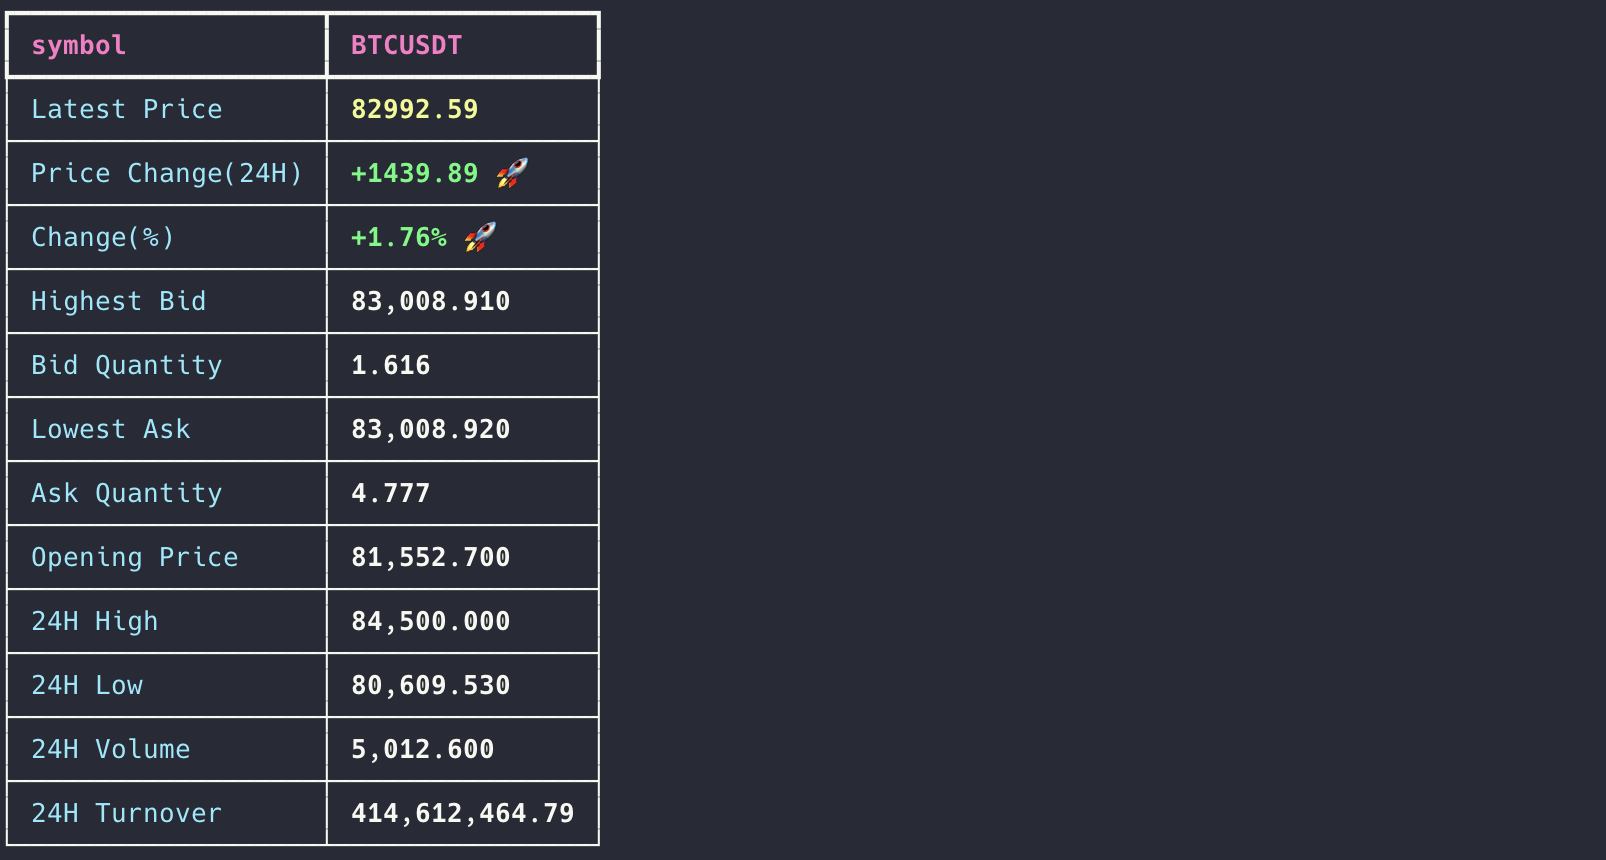 symbol BTCUSDT
Latest Price 82992.59
Price Change(24H) +1439.89 🚀
Change(%) +1.76% 🚀
Highest Bid 83,008.910
Bid Quantity 1.616
Lowest Ask 83,008.920
Ask Quantity 4.777
Opening Price 81,552.700
24H High 84,500.000
24H Low 80,609.530
24H Volume 5,012.600
24H Turnover 414,612,464.79